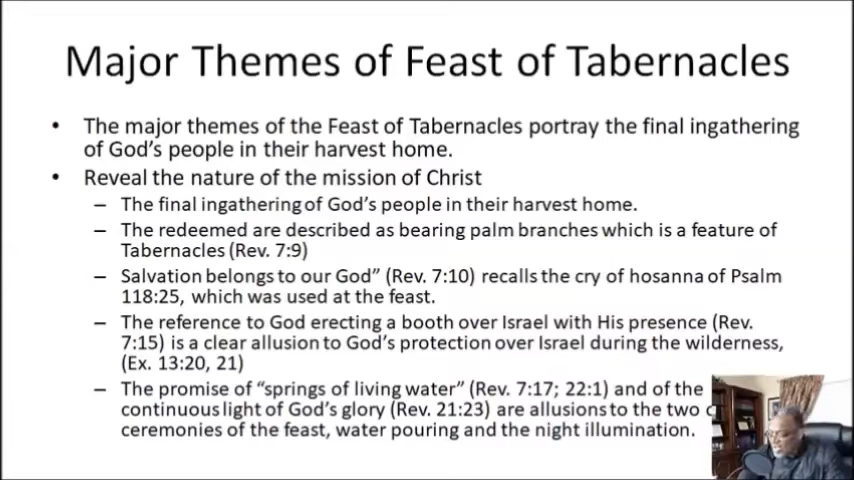 Major Themes of Feast of Tabernacles
• The major themes of the Feast of Tabernacles portray the final ingathering
of God's people in their harvest home.
• Reveal the nature of the mission of Christ
– The final ingathering of God's people in their harvest home.
– The redeemed are described as bearing palm branches which is a feature of
Tabernacles (Rev. 7:9)
– Salvation belongs to our God” (Rev. 7:10) recalls the cry of hosanna of Psalm
118:25, which was used at the feast.
– The reference to God erecting a booth over Israel with His presence (Rev.
7:15) is a clear allusion to God's protection over Israel during the wilderness,
(Ex. 13:20, 21)
– The promise of “springs of living water” (Rev. 7:17; 22:1) and of the
continuous light of God's glory (Rev. 21:23) are allusions to the two
ceremonies of the feast, water pouring and the night illumination.